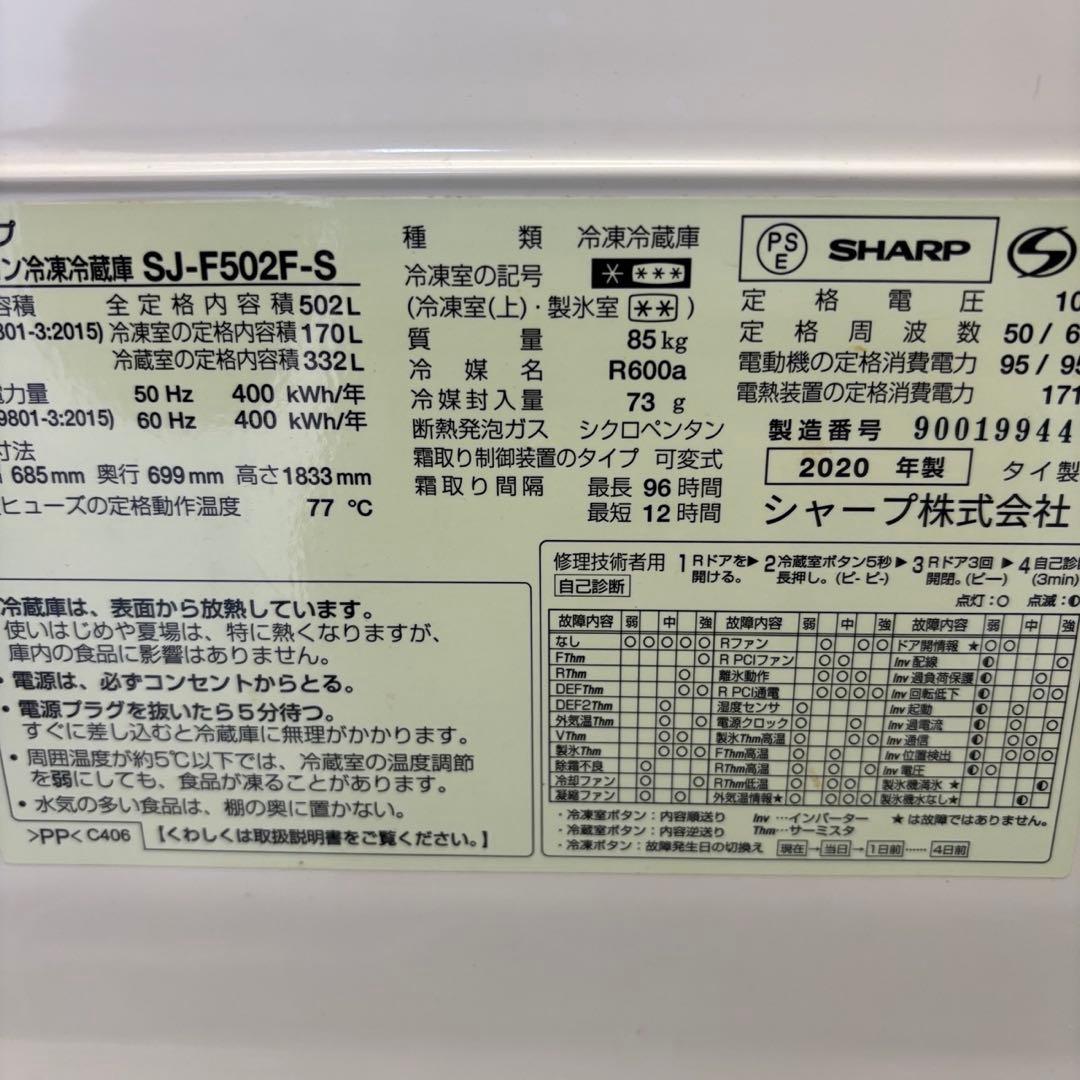 プ
ン冷凍冷蔵庫 SJ-F502F-S
容積 全定格内容積 502L
801-3:2015) 冷凍室の定格内容積 170L
冷蔵室の定格内容積 332L
電力量 50 Hz 400 kWh/年
9801-3:2015) 60 Hz 400 kWh/年
寸法
685mm 奥行 699mm 高さ 1833mm
ヒューズの定格動作温度 77 ℃
種類 冷凍冷蔵庫
冷凍室の記号 * ***
(冷凍室(上)・製氷室 ** )
質量 85kg
冷媒名 R600a
冷媒封入量 73 g
断熱発泡ガス シクロペンタン
霜取り制御装置のタイプ 可変式
霜取り間隔 最長 96 時間
最短 12 時間
PSE SHARP
定格電圧 10
定格周波数 50 / 6
電動機の定格消費電力 95 / 95
電熱装置の定格消費電力 171
製造番号 90019944
2020 年製 タイ製
シャープ株式会社
冷蔵庫は、表面から放熱しています。
使いはじめや夏場は、特に熱くなりますが、
庫内の食品に影響はありません。
・電源は、必ずコンセントからとる。
・電源プラグを抜いたら5分待つ。
すぐに差し込むと冷蔵庫に無理がかかります。
・周囲温度が約5℃以下では、冷蔵室の温度調節
を弱にしても、食品が凍ることがあります。
・水気の多い食品は、棚の奥に置かない。
>PP< C406 【くわしくは取扱説明書をご覧ください。】
修理技術者用 1 Rドアを開ける。 ▶ 2 冷蔵室ボタン5秒長押し。(ピ- ピ-) ▶ 3 Rドア3回開閉。(ピー) ▶ 4 自己診断 (3min)
自己診断
点灯:○ 点滅:◐
故障内容 弱 中 強 故障内容 弱 中 強 故障内容 弱 中 強
なし ○ ○ ○ ○ ○ Rファン ○ ○ ○ ドア開情報 ★ ○ ○
FThm ○ R PCIファン ○ ○ Inv 配線 ◐ ○
RThm ○ 離氷動作 ○ ○ ○ Inv 過負荷保護 ◐ ○
DEFThm ○ ○ R PCI通電 ○ ○ ○ ○ Inv 回転低下 ◐ ○ ○
DEF2Thm ○ 湿度センサ ○ Inv 起動 ◐ ○
外気温Thm ○ ○ 電源クロック ○ ○ Inv 過電流 ◐ ○ ○
VThm ○ ○ 製氷Thm高温 ○ ○ ○ Inv 通信 ◐ ○ ○
製氷Thm ○ ○ ○ FThm高温 ○ ○ Inv 位置検出 ◐ ○ ○ ○
除霜不良 ○ RThm高温 ○ ○ ○ Inv 電圧 ◐ ○
冷却ファン ○ ○ RThm低温 ○ ○ ○ 製氷機満氷 ★ ◐
凝縮ファン ○ ○ 外気温情報★ ○ ○ ○ ○ 製氷機水なし★ ◐
・冷凍室ボタン:内容順送り Inv …インバーター ★は故障ではありません。
・冷蔵室ボタン:内容逆送り Thm…サーミスタ
・冷凍ボタン:故障発生日の切換え 現在→当日→1日前……4日前